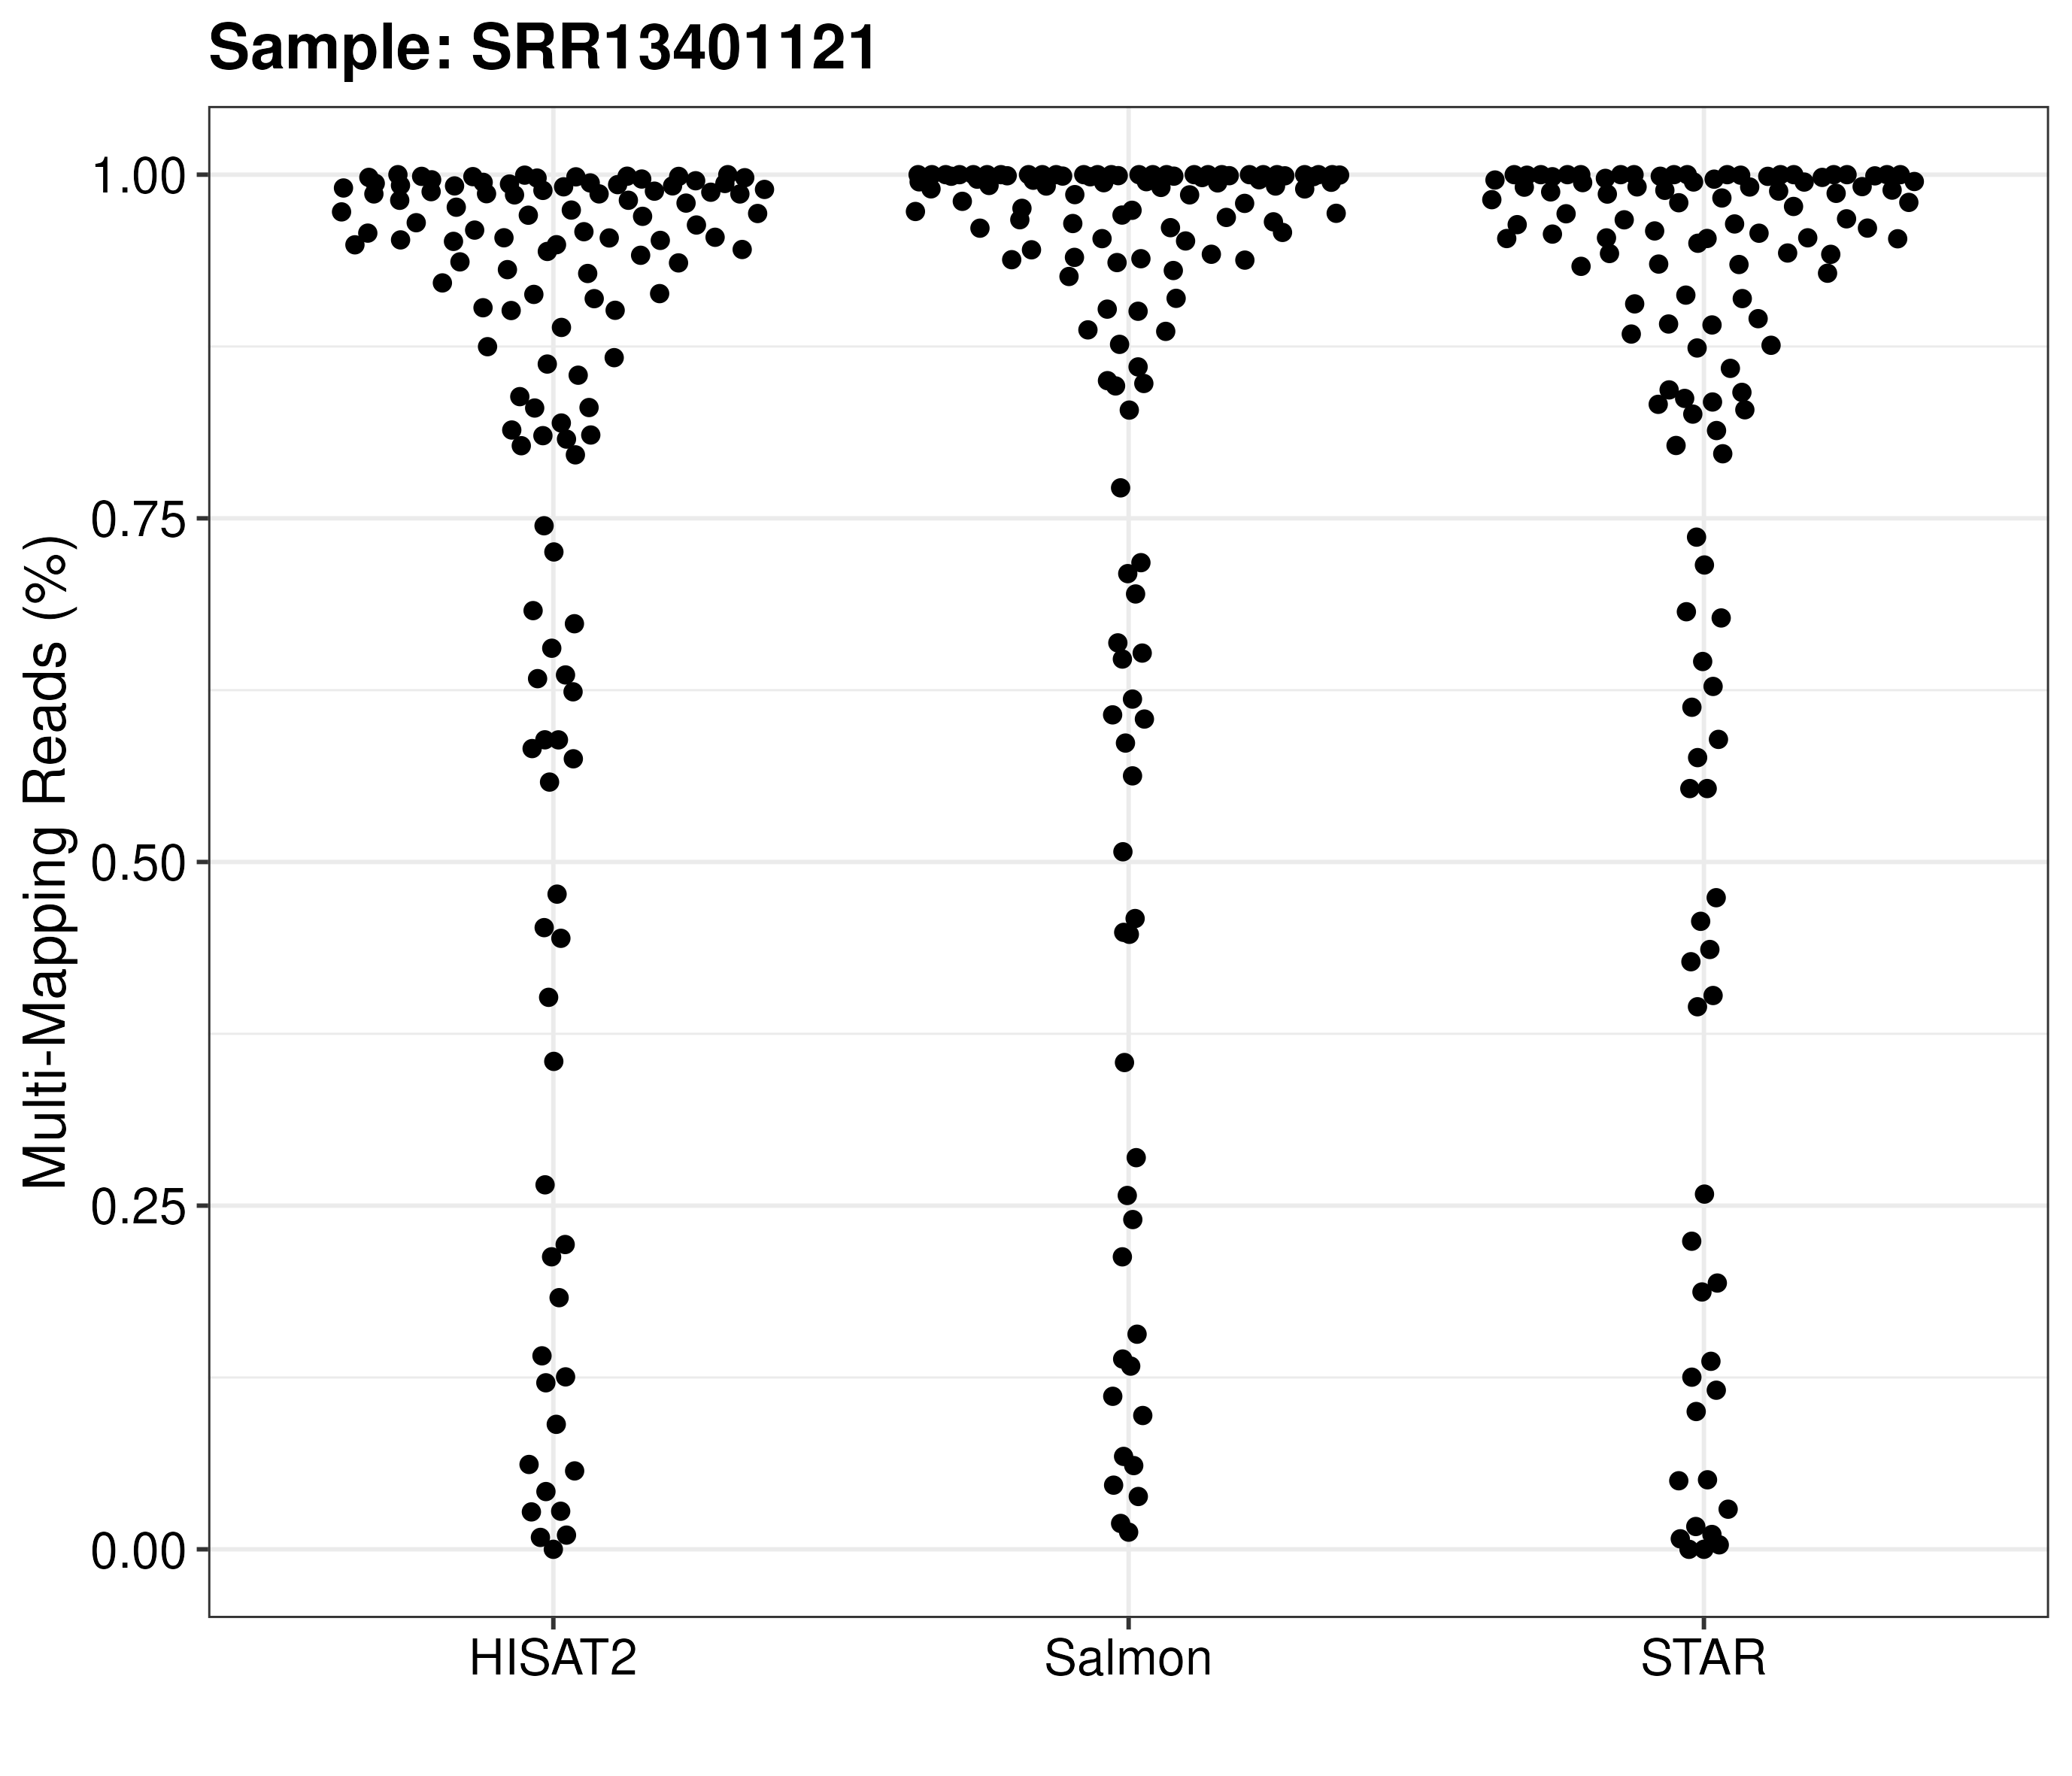 Sample: SRR13401121
Multi-Mapping Reads (%)
1.00
0.75
0.50
0.25
0.00
HISAT2
Salmon
STAR